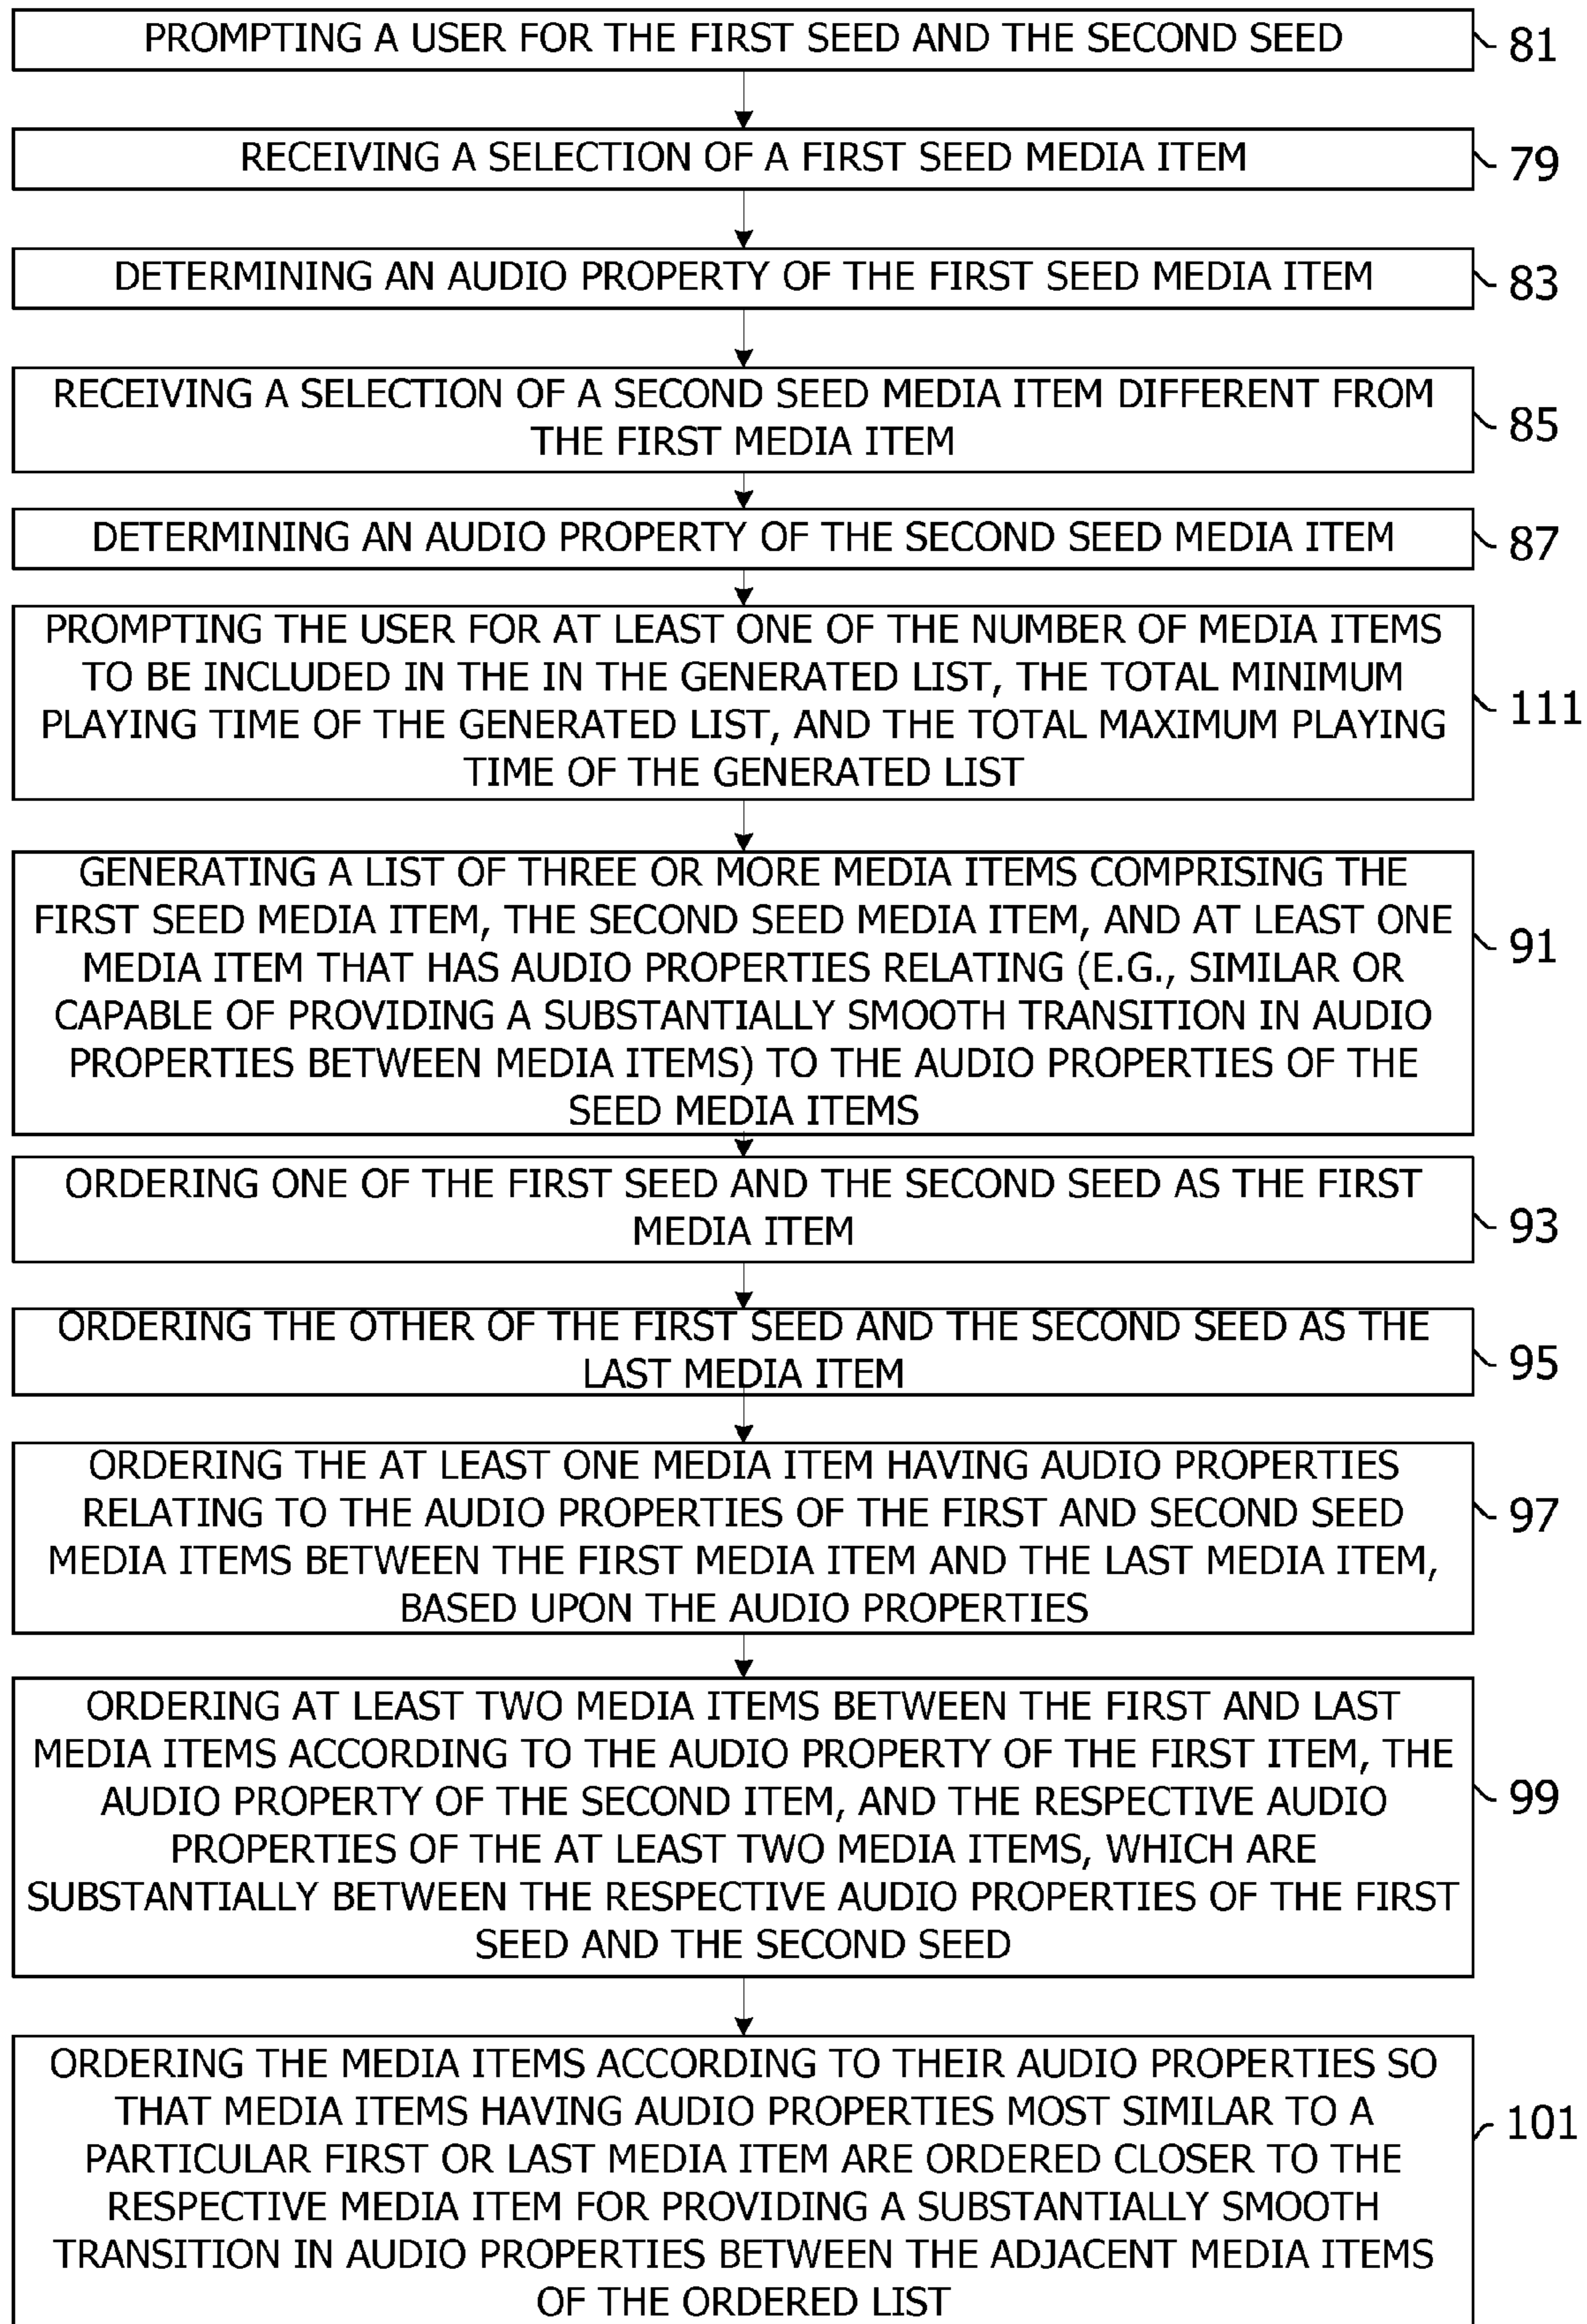 PROMPTING A USER FOR THE FIRST SEED AND THE SECOND SEED
81
RECEIVING A SELECTION OF A FIRST SEED MEDIA ITEM
79
DETERMINING AN AUDIO PROPERTY OF THE FIRST SEED MEDIA ITEM
83
RECEIVING A SELECTION OF A SECOND SEED MEDIA ITEM DIFFERENT FROM
THE FIRST MEDIA ITEM
85
DETERMINING AN AUDIO PROPERTY OF THE SECOND SEED MEDIA ITEM
87
PROMPTING THE USER FOR AT LEAST ONE OF THE NUMBER OF MEDIA ITEMS
TO BE INCLUDED IN THE IN THE GENERATED LIST, THE TOTAL MINIMUM
PLAYING TIME OF THE GENERATED LIST, AND THE TOTAL MAXIMUM PLAYING
TIME OF THE GENERATED LIST
111
GENERATING A LIST OF THREE OR MORE MEDIA ITEMS COMPRISING THE
FIRST SEED MEDIA ITEM, THE SECOND SEED MEDIA ITEM, AND AT LEAST ONE
MEDIA ITEM THAT HAS AUDIO PROPERTIES RELATING (E.G., SIMILAR OR
CAPABLE OF PROVIDING A SUBSTANTIALLY SMOOTH TRANSITION IN AUDIO
PROPERTIES BETWEEN MEDIA ITEMS) TO THE AUDIO PROPERTIES OF THE
SEED MEDIA ITEMS
91
ORDERING ONE OF THE FIRST SEED AND THE SECOND SEED AS THE FIRST
MEDIA ITEM
93
ORDERING THE OTHER OF THE FIRST SEED AND THE SECOND SEED AS THE
LAST MEDIA ITEM
95
ORDERING THE AT LEAST ONE MEDIA ITEM HAVING AUDIO PROPERTIES
RELATING TO THE AUDIO PROPERTIES OF THE FIRST AND SECOND SEED
MEDIA ITEMS BETWEEN THE FIRST MEDIA ITEM AND THE LAST MEDIA ITEM,
BASED UPON THE AUDIO PROPERTIES
97
ORDERING AT LEAST TWO MEDIA ITEMS BETWEEN THE FIRST AND LAST
MEDIA ITEMS ACCORDING TO THE AUDIO PROPERTY OF THE FIRST ITEM, THE
AUDIO PROPERTY OF THE SECOND ITEM, AND THE RESPECTIVE AUDIO
PROPERTIES OF THE AT LEAST TWO MEDIA ITEMS, WHICH ARE
SUBSTANTIALLY BETWEEN THE RESPECTIVE AUDIO PROPERTIES OF THE FIRST
SEED AND THE SECOND SEED
99
ORDERING THE MEDIA ITEMS ACCORDING TO THEIR AUDIO PROPERTIES SO
THAT MEDIA ITEMS HAVING AUDIO PROPERTIES MOST SIMILAR TO A
PARTICULAR FIRST OR LAST MEDIA ITEM ARE ORDERED CLOSER TO THE
RESPECTIVE MEDIA ITEM FOR PROVIDING A SUBSTANTIALLY SMOOTH
TRANSITION IN AUDIO PROPERTIES BETWEEN THE ADJACENT MEDIA ITEMS
OF THE ORDERED LIST
101